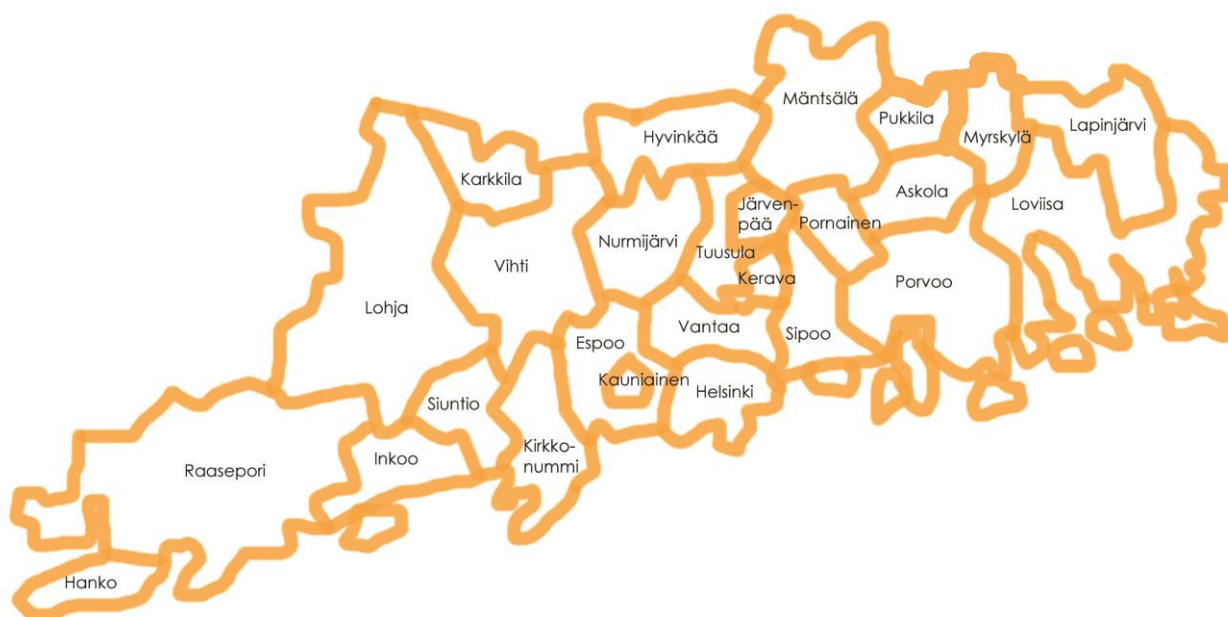 Mäntsälä
Pukkila
Myrskylä
Lapinjärvi
Hyvinkää
Karkkila
Järven-
pää
Pornainen
Askola
Loviisa
Nurmijärvi
Tuusula
Vihti
Kerava
Porvoo
Lohja
Vantaa
Sipoo
Espoo
Kauniainen
Helsinki
Siuntio
Kirkko-
nummi
Inkoo
Raasepori
Hanko